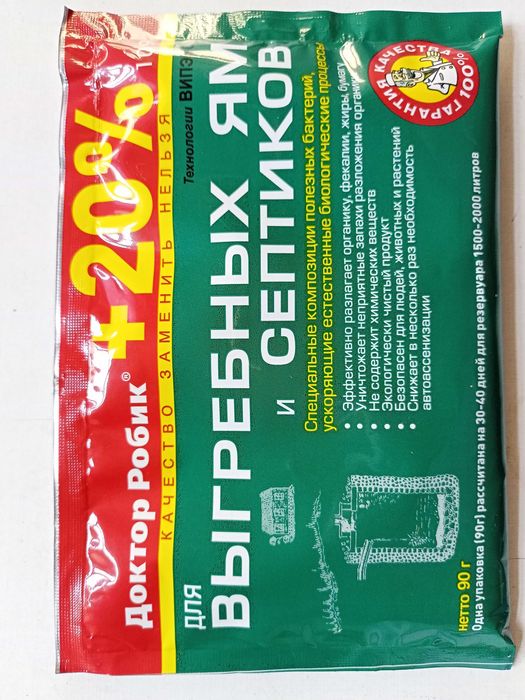 Доктор Робик®
+20%
КАЧЕСТВО ЗАМЕНИТЬ НЕЛЬЗЯ
Технологии ВИПЭ
для
ВЫГРЕБНЫХ ЯМ
и СЕПТИКОВ
КАЧЕСТВА 100% ГАРАНТИЯ
Специальные композиции полезных бактерий,
ускоряющие естественные биологические процессы
• Эффективно разлагает органику, фекалии, жиры, бумагу
• Уничтожает неприятные запахи разложения органики
• Не содержит химических веществ
• Экологически чистый продукт
• Безопасен для людей, животных и растений
• Снижает в несколько раз необходимость
автоассенизации
нетто 90 г
Одна упаковка (90г) рассчитана на 30-40 дней для резервуара 1500-2000 литров